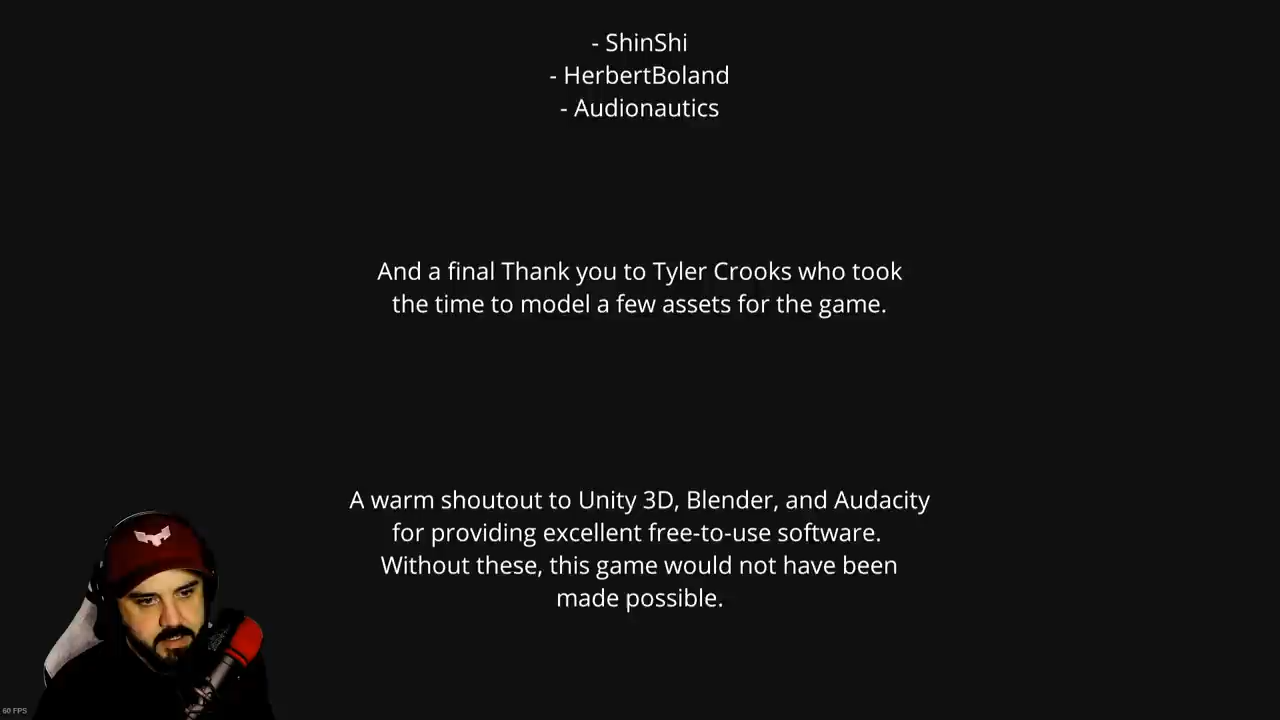 - ShinShi
- HerbertBoland
- Audionautics
And a final Thank you to Tyler Crooks who took
the time to model a few assets for the game.
A warm shoutout to Unity 3D, Blender, and Audacity
for providing excellent free-to-use software.
Without these, this game would not have been
made possible.
60 FPS